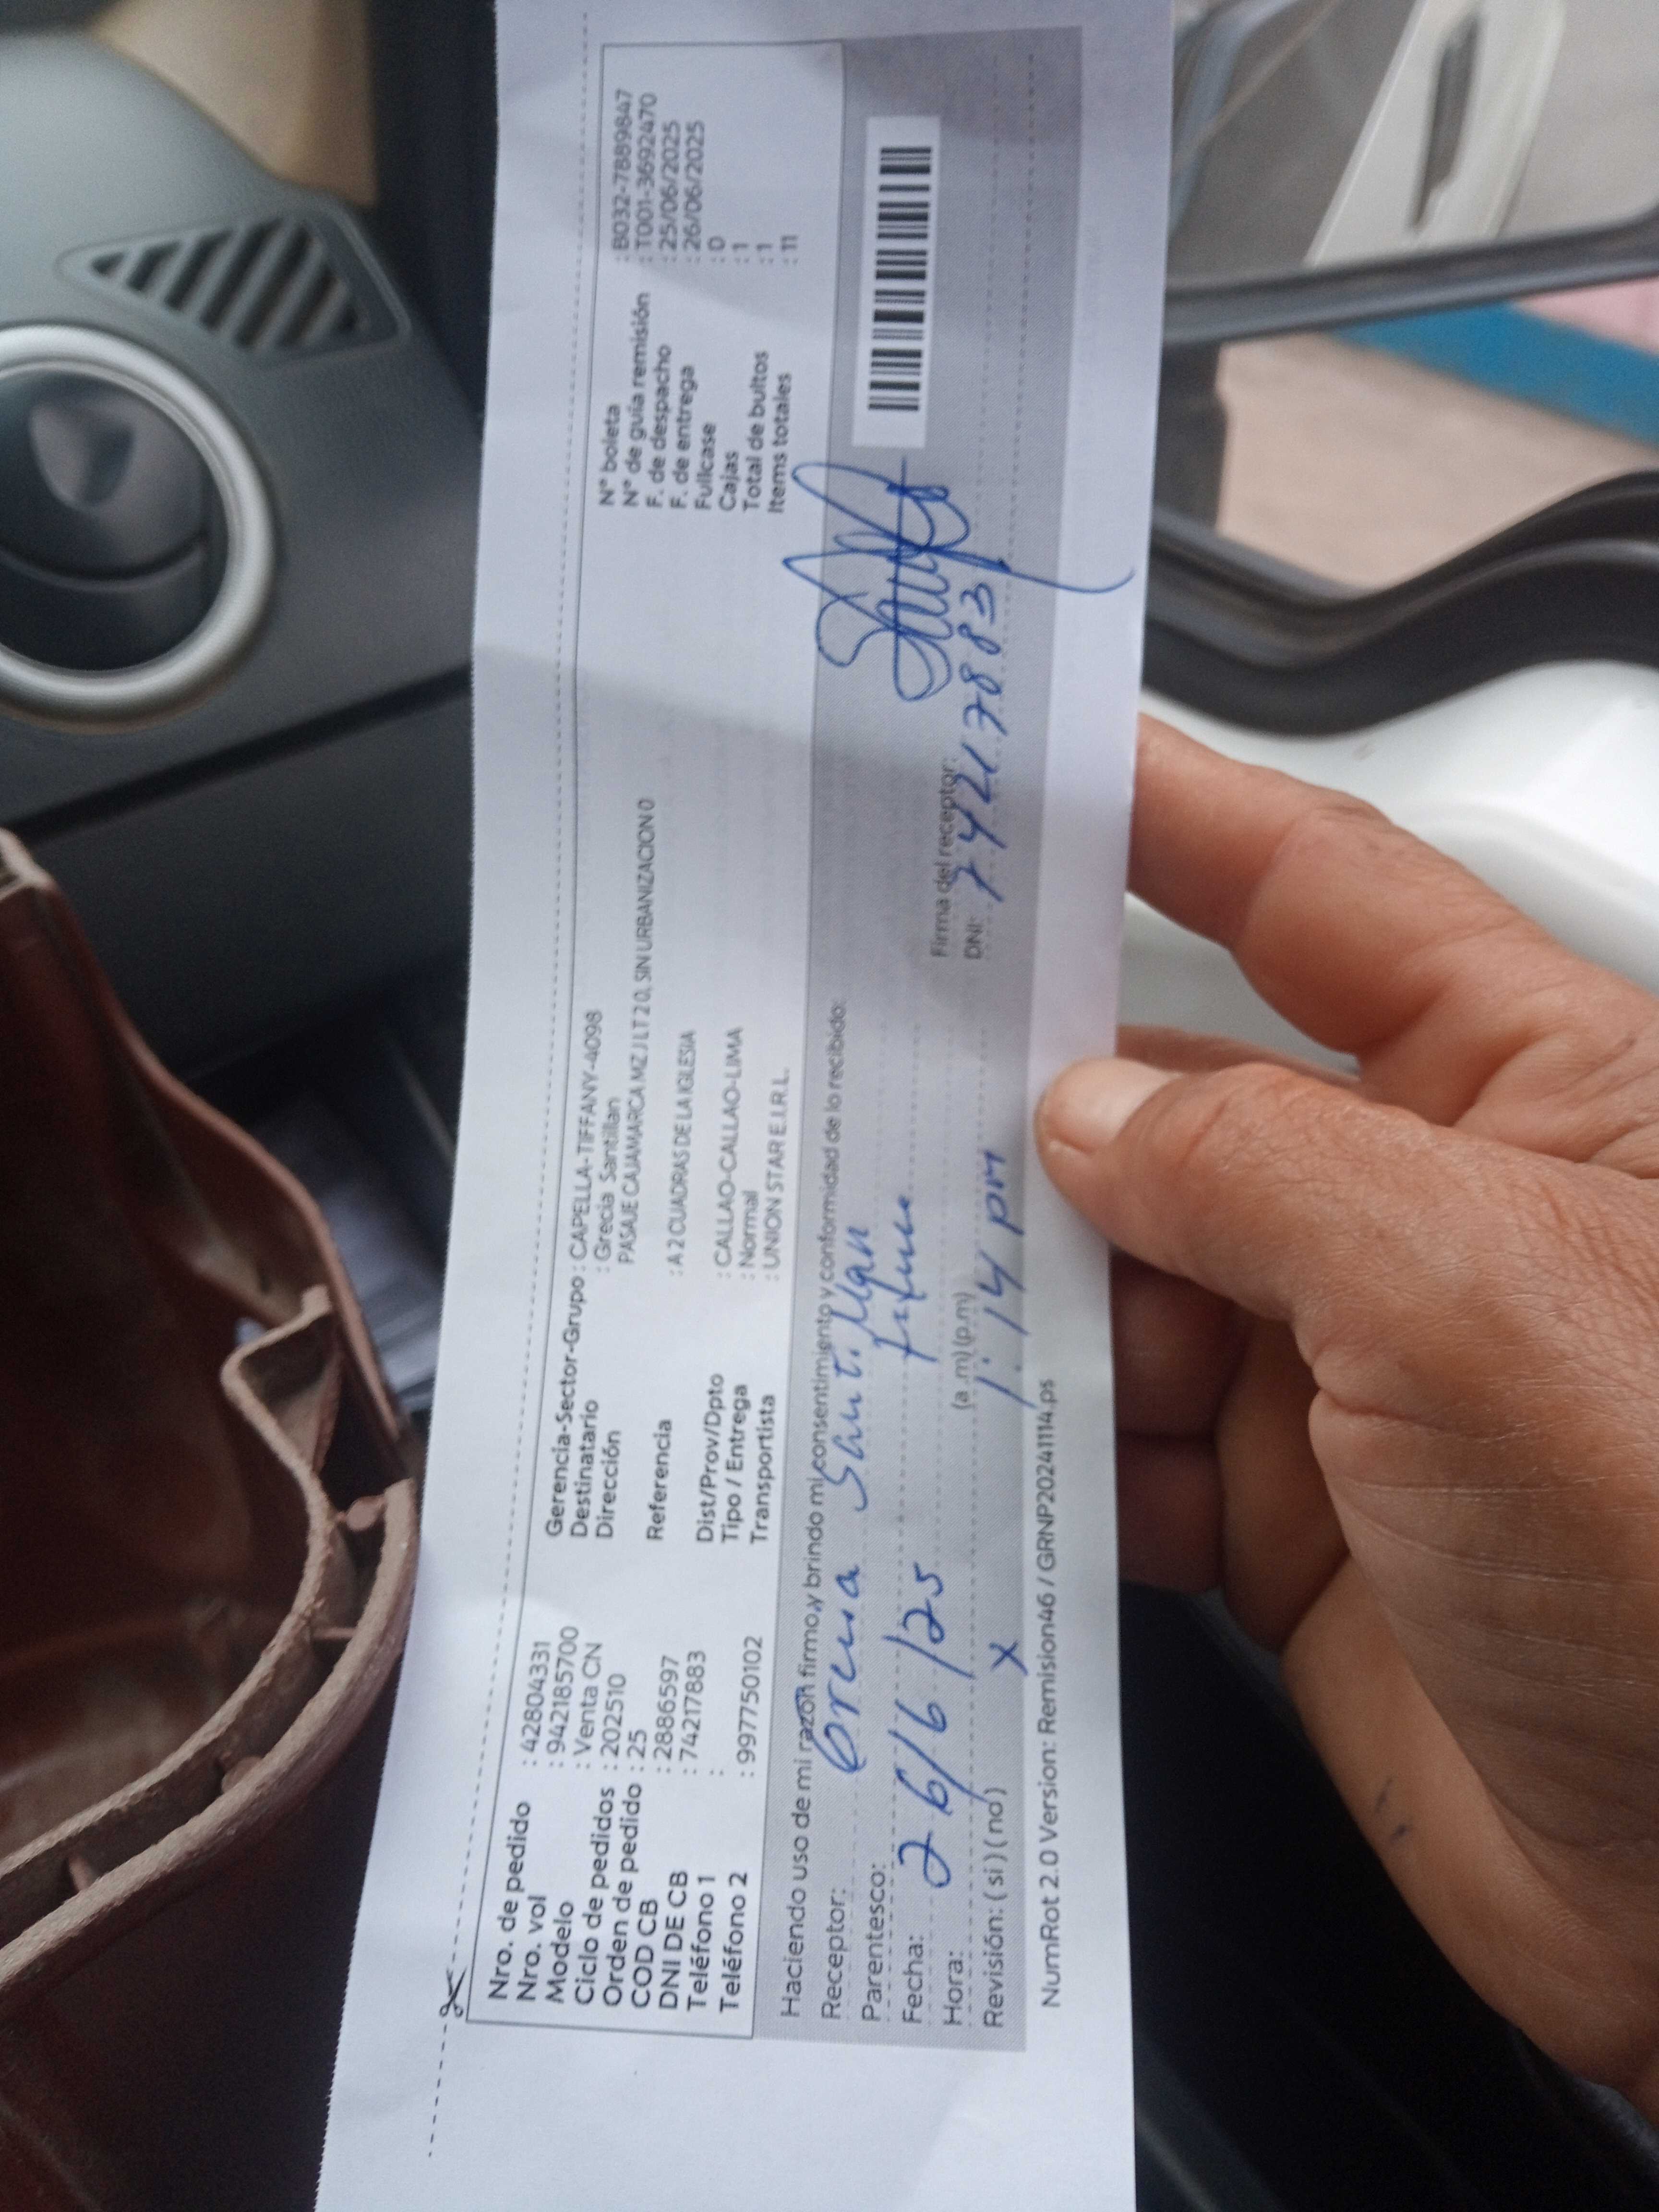 Nro. de pedido : 42804331
Nro. vol : 942185700
Modelo : Venta CN
Ciclo de pedidos : 202510
Orden de pedido : 25
COD CB : 2886597
DNI DE CB : 74217883
Teléfono 1 :
Teléfono 2 : 997750102
Gerencia-Sector-Grupo : CAPELLA-TIFFANY-4098
Destinatario : Grecia Santillan
Dirección PASAJE CAJAMARCA MZ J LT 2 0, SIN URBANIZACION 0
Referencia : A 2 CUADRAS DE LA IGLESIA
Dist/Prov/Dpto : CALLAO-CALLAO-LIMA
Tipo / Entrega : Normal
Transportista : UNION STAR E.I.R.L.
N° boleta : B032-7889847
N° de guía remisión : T001-36924470
F. de despacho : 25/06/2025
F. de entrega : 26/06/2025
Fullcase : 0
Cajas : 1
Total de bultos : 1
Items totales : 11
Haciendo uso de mi razón firmo y brindo mi consentimiento y conformidad de lo recibido:
Receptor: Grecia Santillan
Parentesco:
Fecha: 26/6/25
Hora: (a.m) (p.m) 1:14 pm
Revisión: ( si ) ( no ) x
Firma del receptor:
DNI: 74217883
NumRot 2.0 Version: Remision46 / GRNP20241114.ps